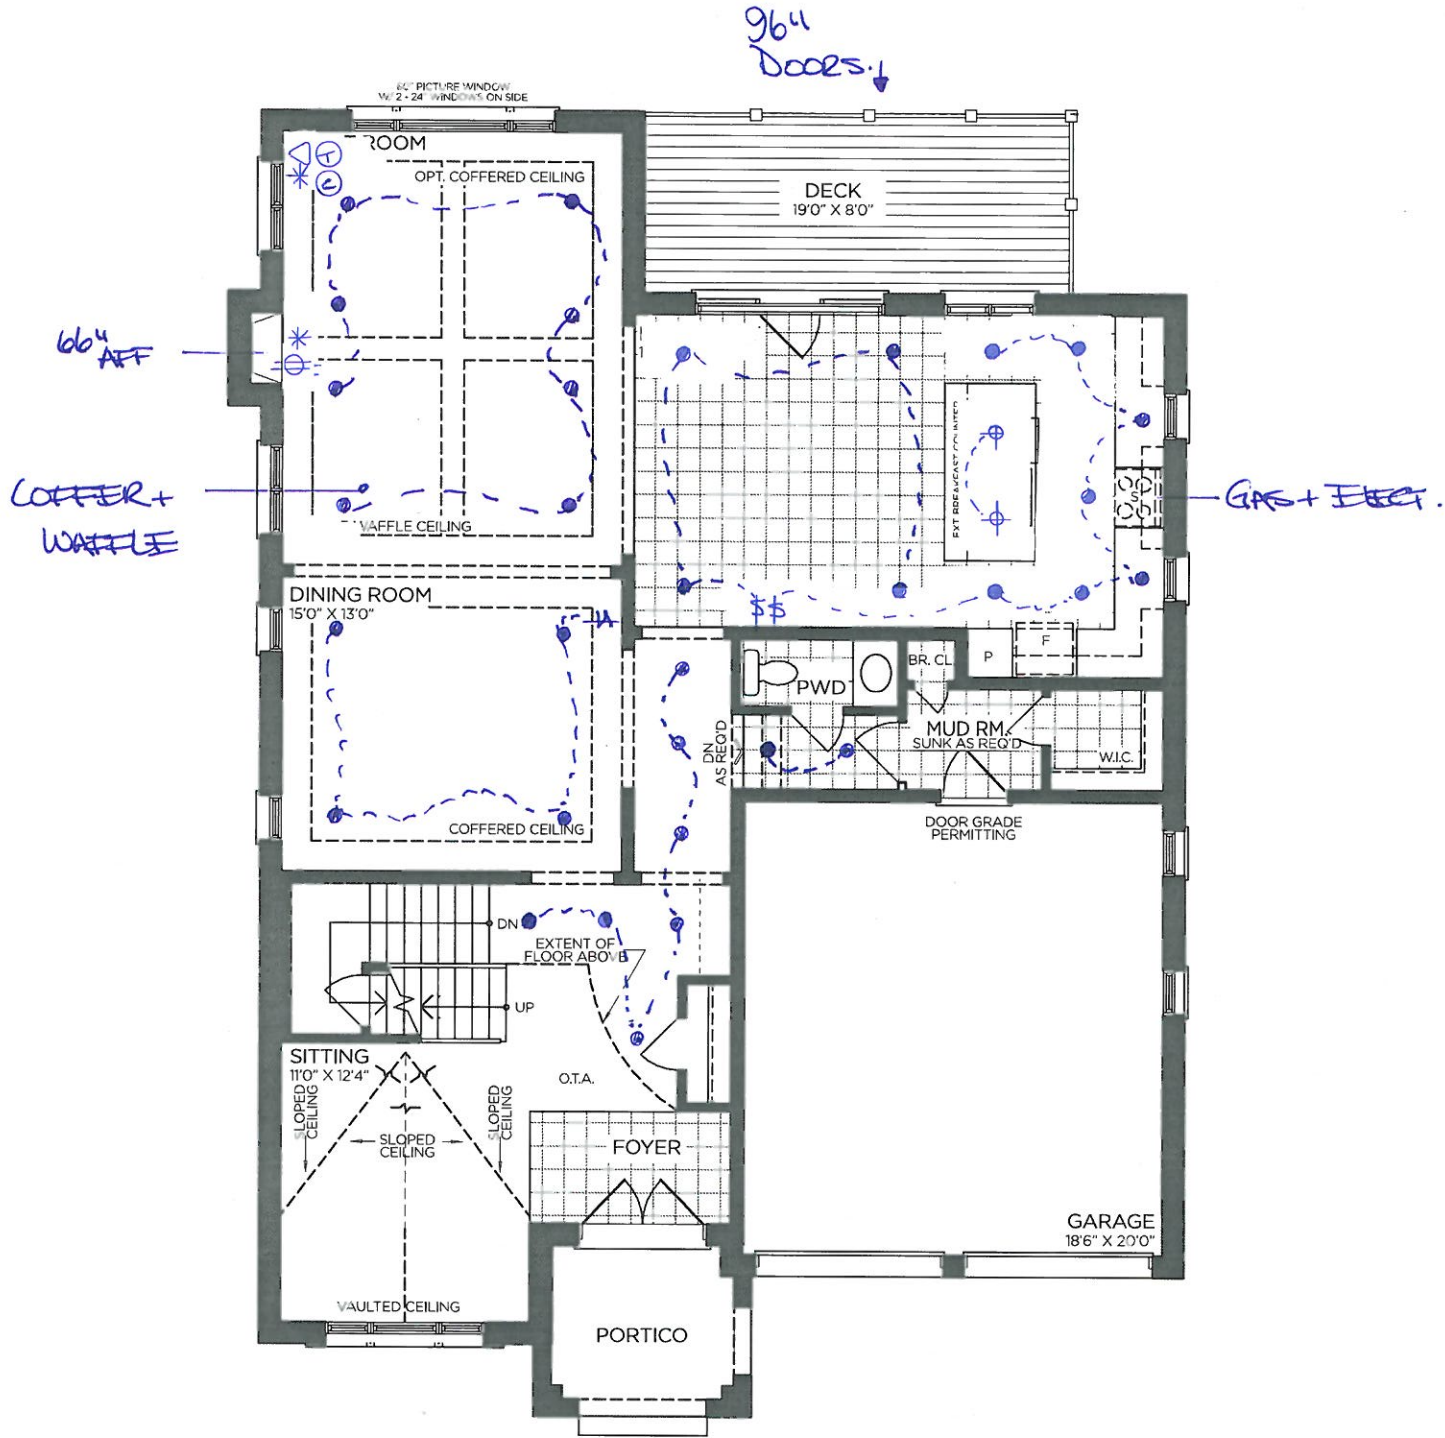 96"
DOORS.
60" PICTURE WINDOW
W/ 2 - 24" WINDOWS ON SIDE
ROOM
T
C
OPT. COFFERED CEILING
DECK
19'0" X 8'0"
66"
AFF
COFFER +
WAFFLE
WAFFLE CEILING
EXT BREAKFAST COUNTER
S
GAS + ELECT.
DINING ROOM
15'0" X 13'0"
$$
F
P
BR. CL
PWD
MUD RM.
SUNK AS REQ'D
W.I.C.
DN
AS REQ'D
COFFERED CEILING
DOOR GRADE
PERMITTING
DN
EXTENT OF
FLOOR ABOVE
UP
SITTING
11'0" X 12'4"
O.T.A.
SLOPED
CEILING
SLOPED
CEILING
SLOPED
CEILING
FOYER
GARAGE
18'6" X 20'0"
VAULTED CEILING
PORTICO